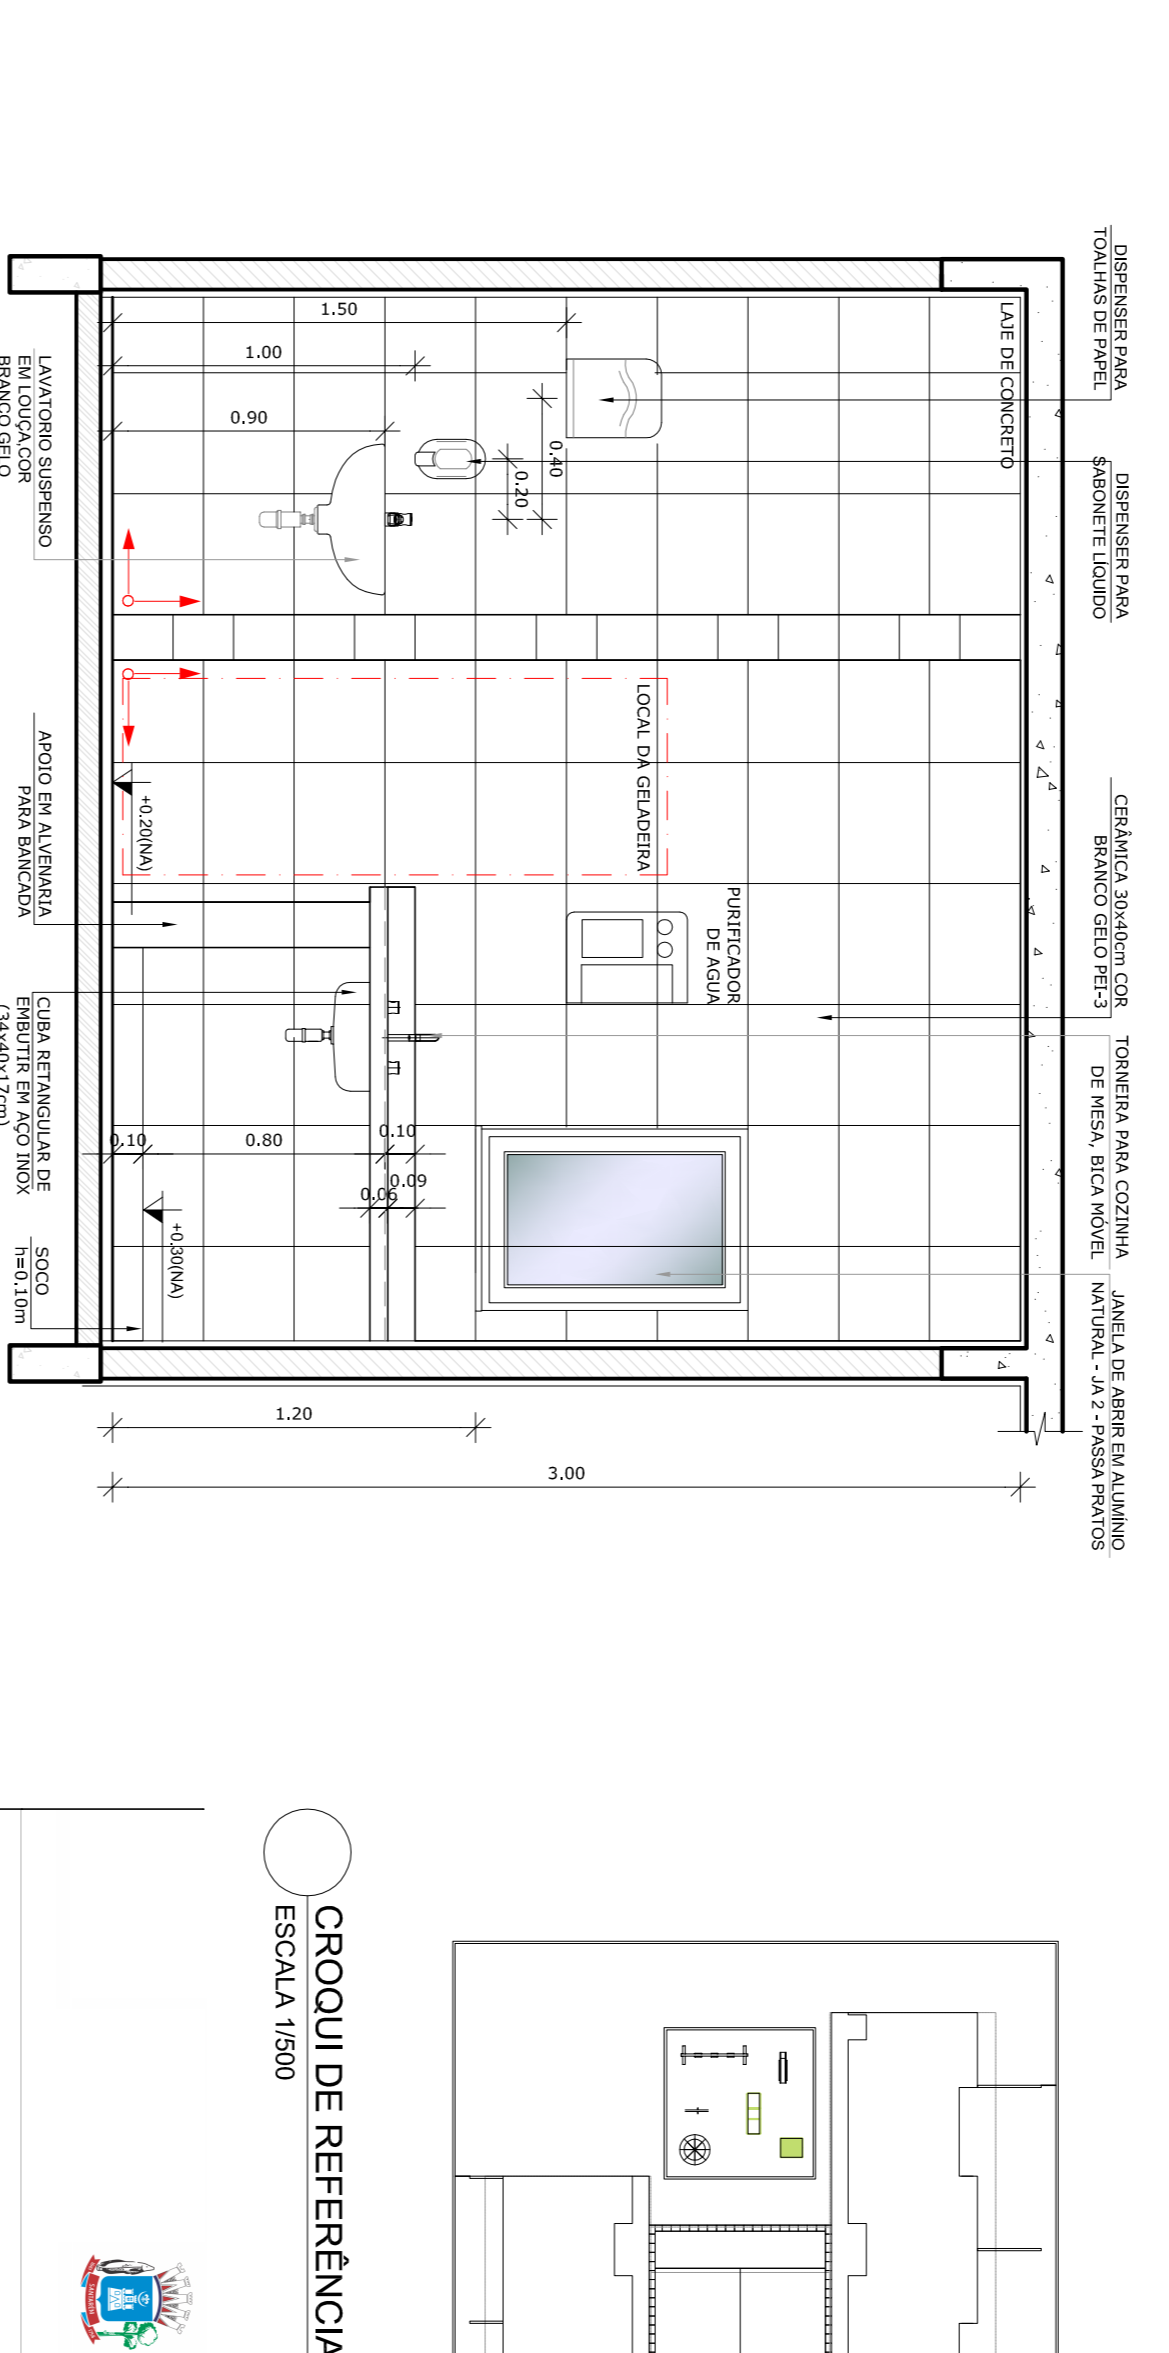 DISPENSER PARA
TOALHAS DE PAPEL
DISPENSER PARA
SABONETE LÍQUIDO
CERÂMICA 30x40cm COR
BRANCO GELO PEI-3
TORNEIRA PARA COZINHA
DE MESA, BICA MÓVEL
JANELA DE ABRIR EM ALUMÍNIO
NATURAL - JA 2 - PASSA PRATOS
LAJE DE CONCRETO
PURIFICADOR
DE AGUA
LOCAL DA GELADEIRA
0.40
0.20
1.50
1.00
0.90
0.10
0.09
0.06
0.80
0.10
+0.20(NA)
+0.30(NA)
1.20
3.00
LAVATORIO SUSPENSO
EM LOUÇA,COR
BRANCO GELO
APOIO EM ALVENARIA
PARA BANCADA
CUBA RETANGULAR DE
EMBUTIR EM AÇO INOX
(34x40x17cm)
SOCO
h=0.10m
CROQUI DE REFERÊNCIA
ESCALA 1/500
SANTARÉM